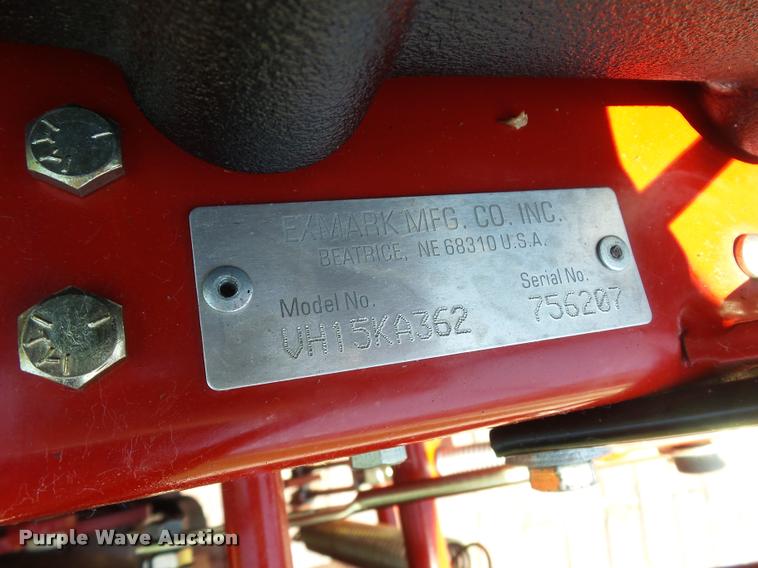 EXMARK MFG. CO. INC.
BEATRICE, NE 68310 U.S.A.
Model No.
Serial No.
VH15KA362
756207
Purple Wave Auction